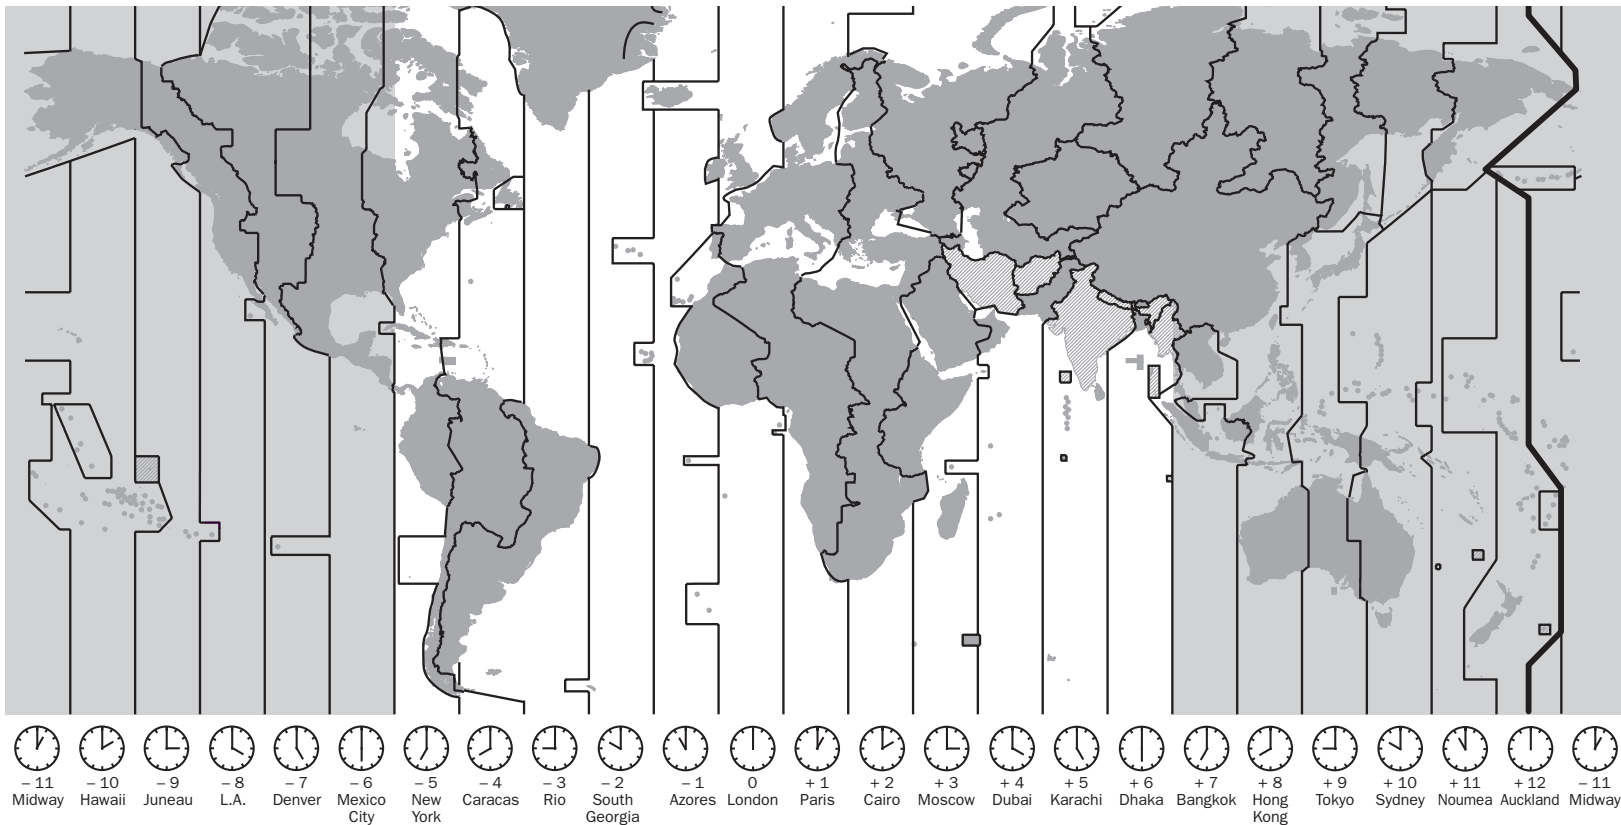 – 11 – 10 – 9 – 8 – 7 – 6 – 5 – 4 – 3 – 2 – 1 0 + 1 + 2 + 3 + 4 + 5 + 6 + 7 + 8 + 9 + 10 + 11 + 12 – 11
Midway Hawaii Juneau L.A. Denver Mexico New Caracas Rio South Azores London Paris Cairo Moscow Dubai Karachi Dhaka Bangkok Hong Tokyo Sydney Noumea Auckland Midway
City York Georgia Kong